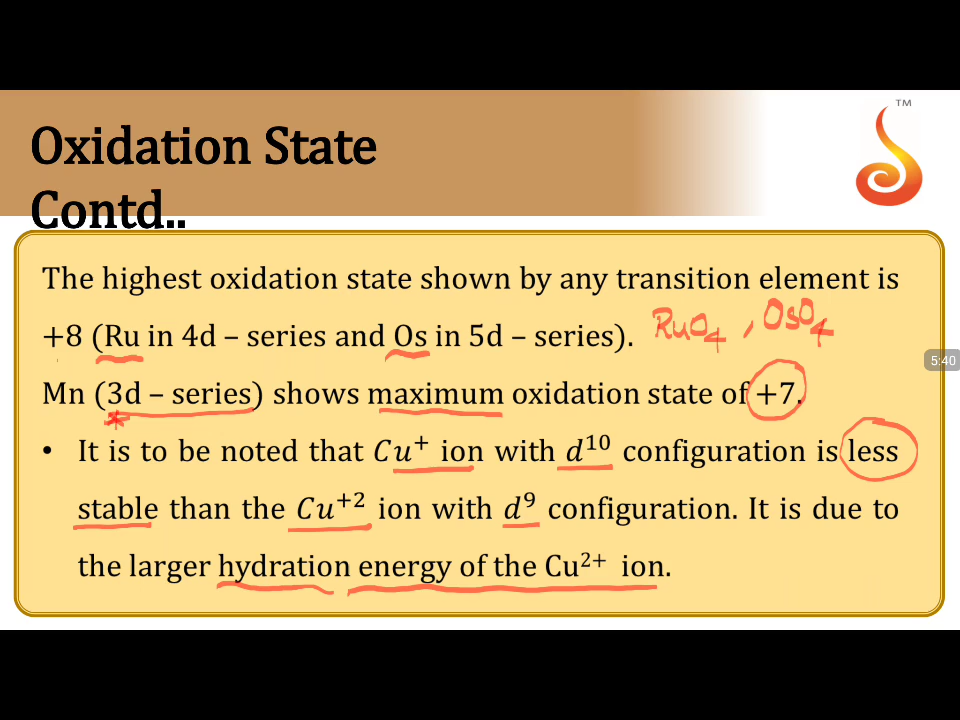 TM
Oxidation State
Contd..
The highest oxidation state shown by any transition element is
+8 (Ru in 4d – series and Os in 5d – series). RuO4 , OsO4
5:40
Mn (3d – series) shows maximum oxidation state of +7.
• It is to be noted that Cu⁺ ion with d¹⁰ configuration is less
stable than the Cu⁺² ion with d⁹ configuration. It is due to
the larger hydration energy of the Cu²⁺ ion.